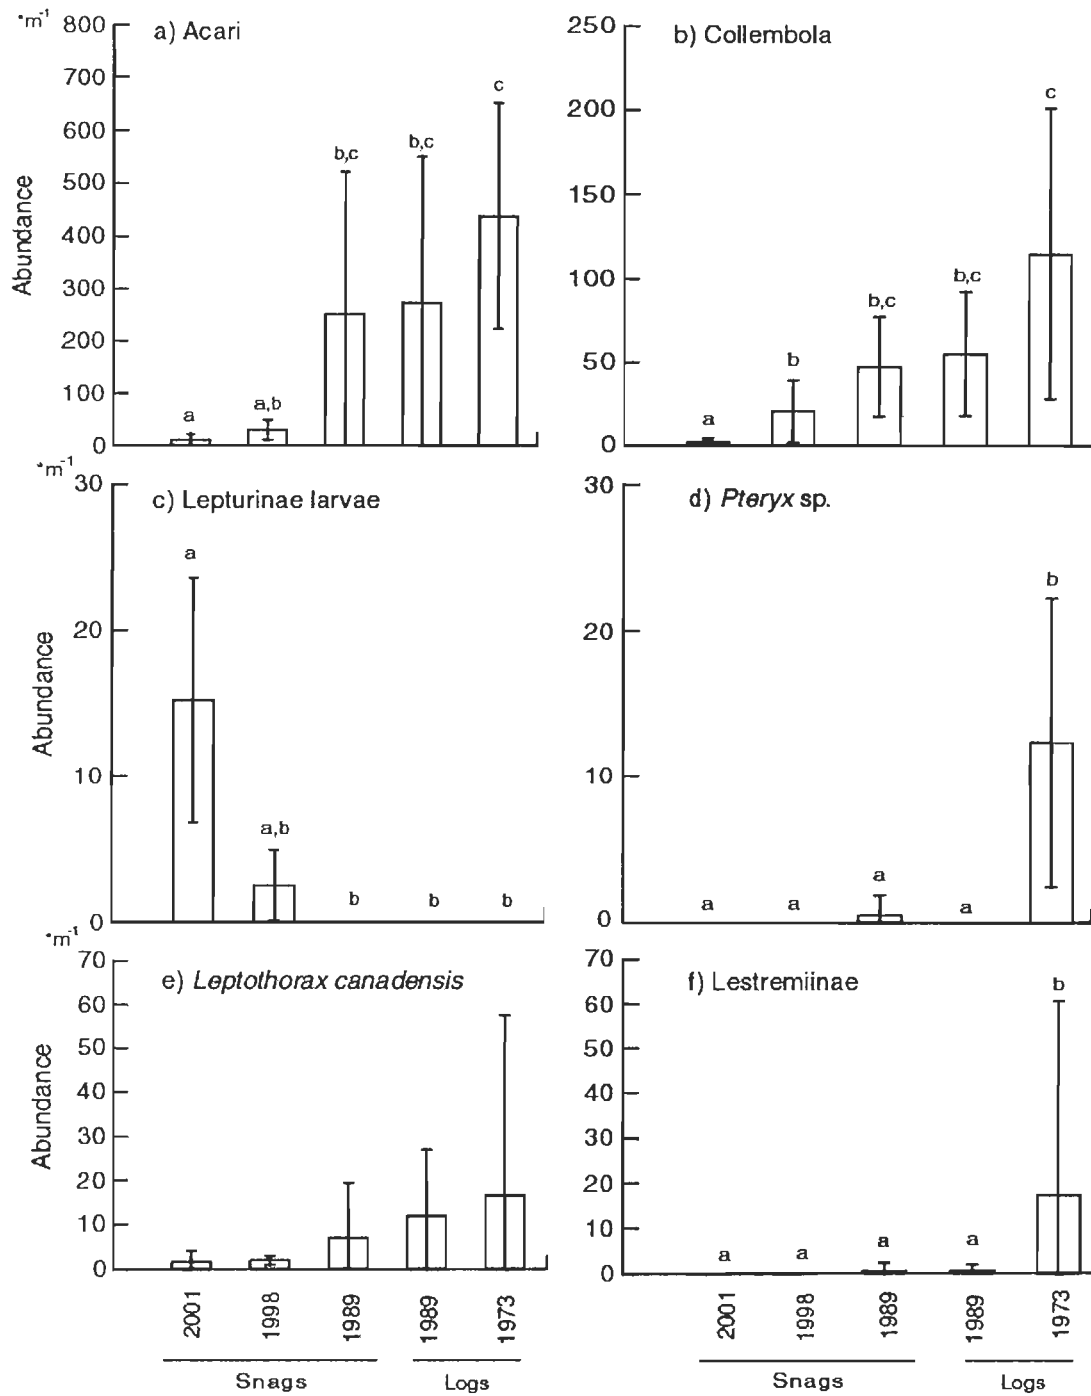 •m⁻¹
800
700
600
500
400
300
200
100
0
Abundance
a) Acari
a
a,b
b,c
b,c
c
250
200
150
100
50
0
b) Collembola
a
b
b,c
b,c
c
•m⁻¹
30
20
10
0
Abundance
c) Lepturinae larvae
a
a,b
b
b
b
30
20
10
0
d) Pteryx sp.
a
a
a
a
b
•m⁻¹
70
60
50
40
30
20
10
0
Abundance
e) Leptothorax canadensis
70
60
50
40
30
20
10
0
f) Lestremiinae
a
a
a
a
b
2001
1998
1989
1989
1973
Snags
Logs
2001
1998
1989
1989
1973
Snags
Logs